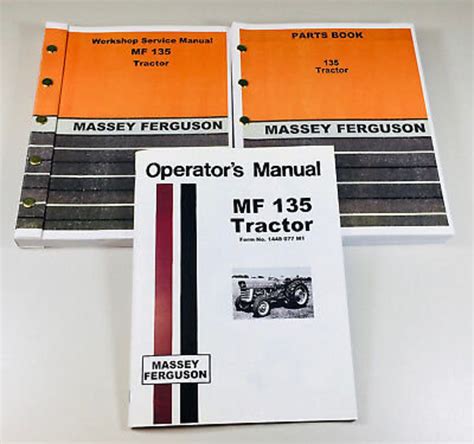 Workshop Service Manual
MF 135
Tractor
MASSEY FERGUSON
PARTS BOOK
135
Tractor
MASSEY FERGUSON
Operator's Manual
MF 135
Tractor
Form No. 1448 077 M1
MASSEY
FERGUSON